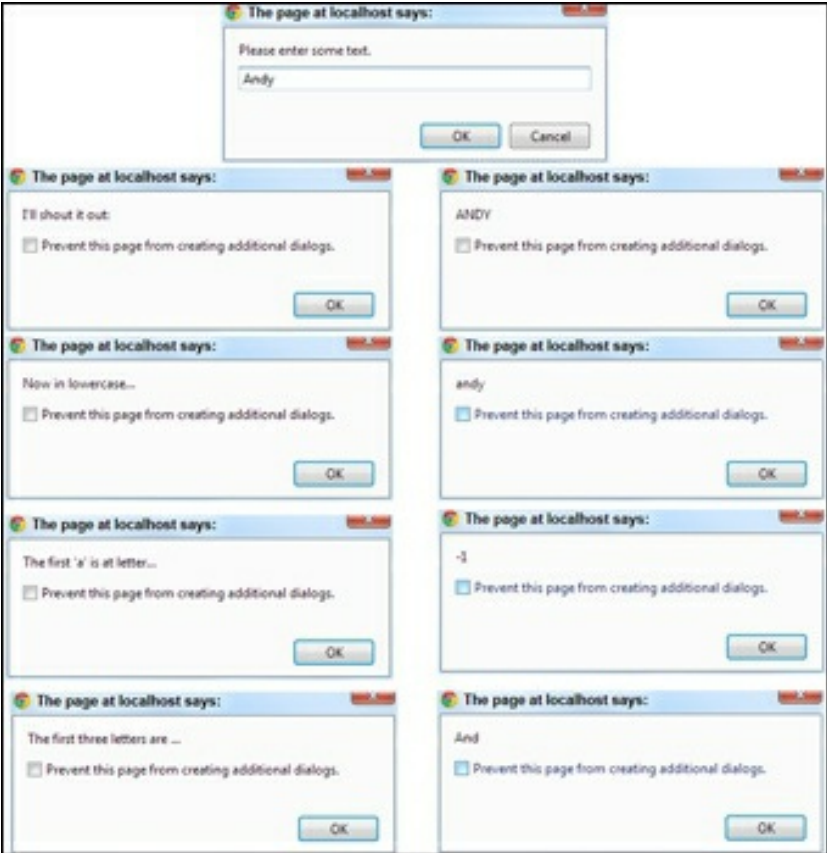 The page at localhost says:
Please enter some text.
Andy
OK Cancel
The page at localhost says:
I'll shout it out:
Prevent this page from creating additional dialogs.
OK
The page at localhost says:
ANDY
Prevent this page from creating additional dialogs.
OK
The page at localhost says:
Now in lowercase...
Prevent this page from creating additional dialogs.
OK
The page at localhost says:
andy
Prevent this page from creating additional dialogs.
OK
The page at localhost says:
The first 'a' is at letter...
Prevent this page from creating additional dialogs.
OK
The page at localhost says:
-1
Prevent this page from creating additional dialogs.
OK
The page at localhost says:
The first three letters are ...
Prevent this page from creating additional dialogs.
OK
The page at localhost says:
And
Prevent this page from creating additional dialogs.
OK